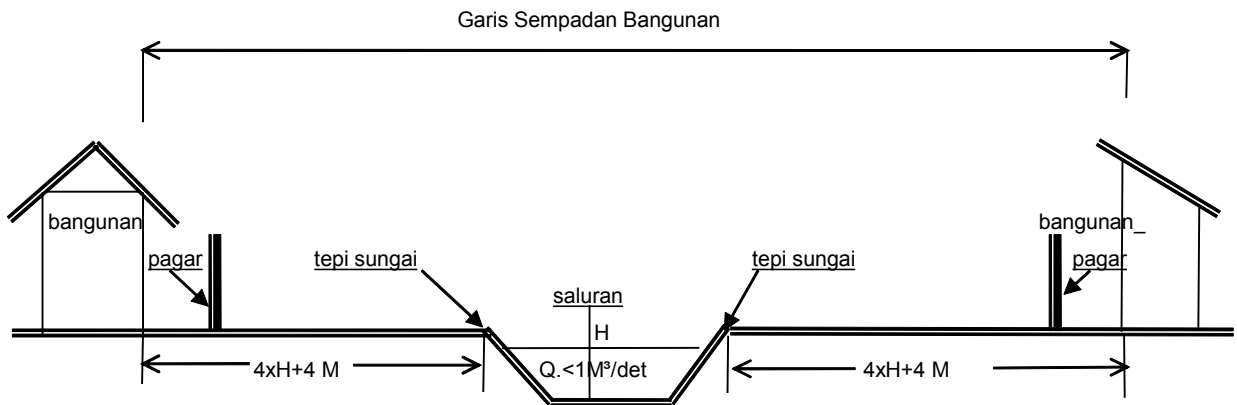 Garis Sempadan Bangunan
bangunan
bangunan_
pagar
tepi sungai
tepi sungai
pagar
saluran
H
4xH+4 M
Q.<1M³/det
4xH+4 M